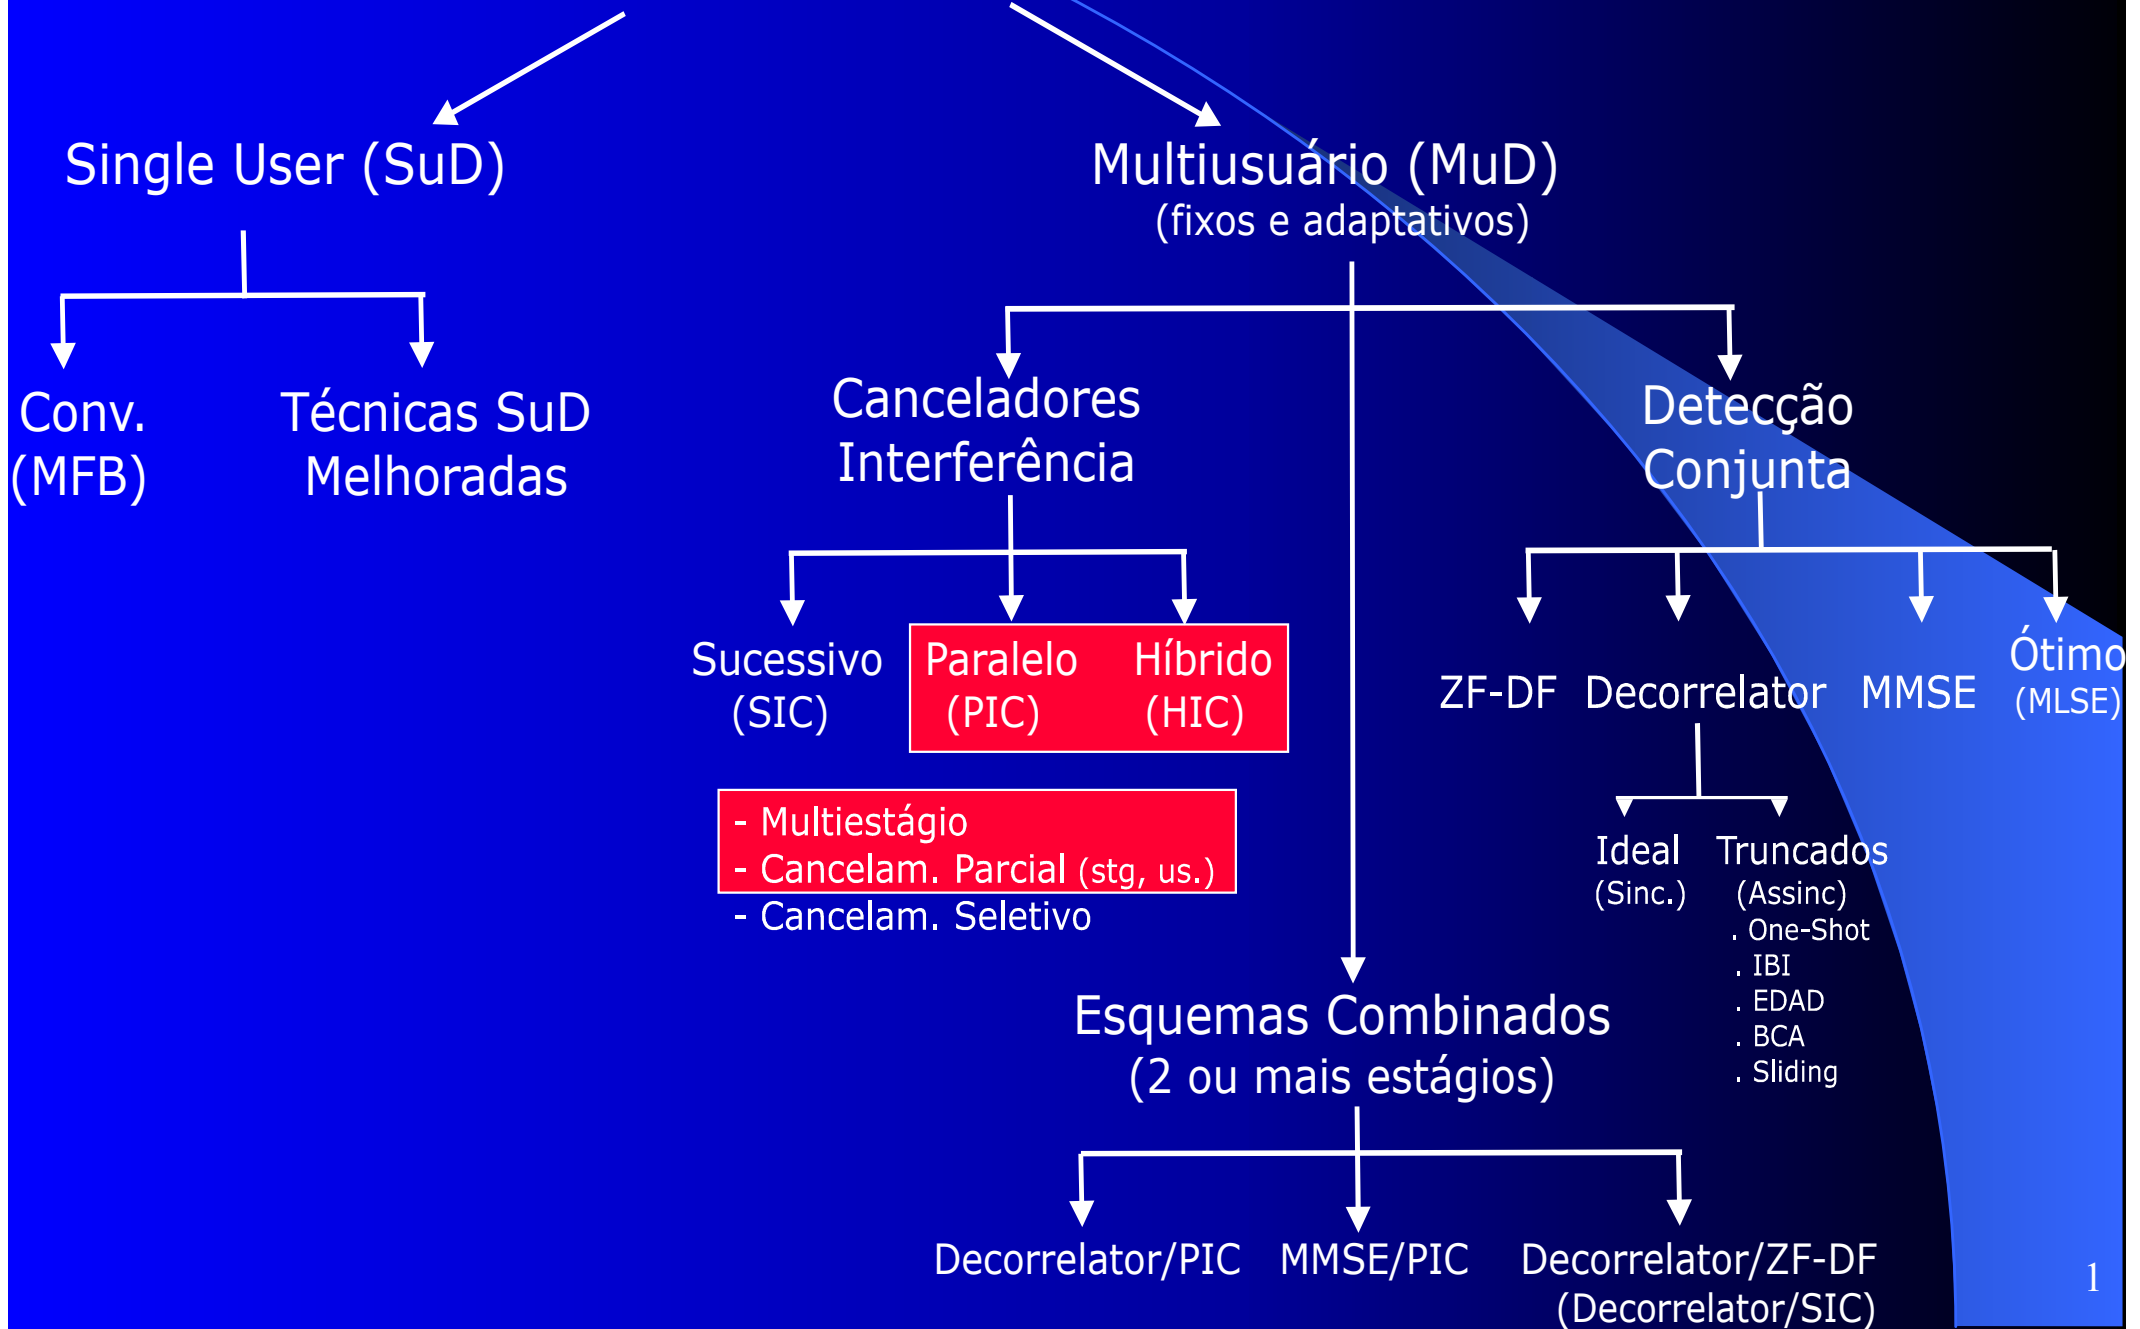 Single User (SuD)
Multiusuário (MuD)
(fixos e adaptativos)
Conv.
(MFB)
Técnicas SuD
Melhoradas
Canceladores
Interferência
Detecção
Conjunta
Sucessivo
(SIC)
Paralelo
(PIC)
Híbrido
(HIC)
ZF-DF
Decorrelator
MMSE
Ótimo
(MLSE)
- Multiestágio
- Cancelam. Parcial (stg, us.)
- Cancelam. Seletivo
Ideal
(Sinc.)
Truncados
(Assinc)
. One-Shot
. IBI
. EDAD
. BCA
. Sliding
Esquemas Combinados
(2 ou mais estágios)
Decorrelator/PIC
MMSE/PIC
Decorrelator/ZF-DF
(Decorrelator/SIC)
1